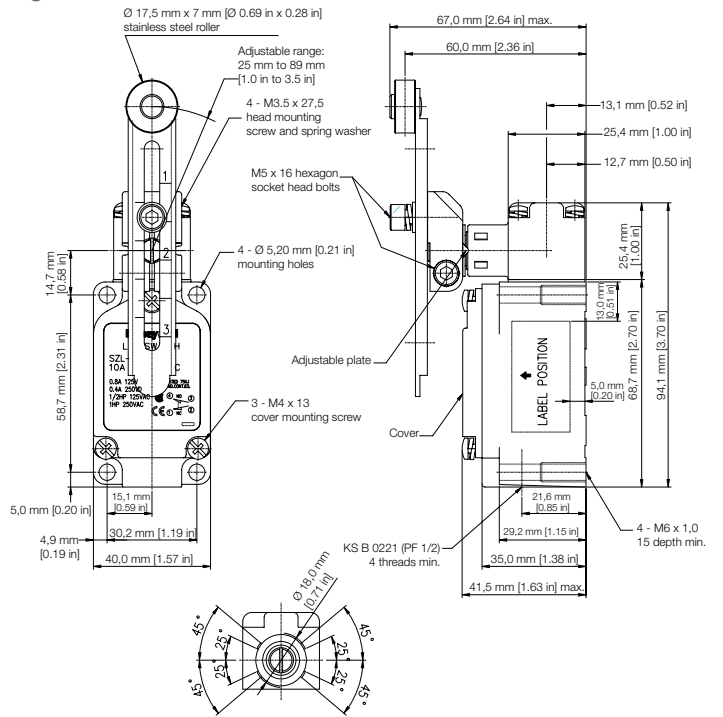 Ø 17,5 mm x 7 mm [Ø 0.69 in x 0.28 in]
stainless steel roller
Adjustable range:
25 mm to 89 mm
[1.0 in to 3.5 in]
4 - M3.5 x 27,5
head mounting
screw and spring washer
M5 x 16 hexagon
socket head bolts
4 - Ø 5,20 mm [0.21 in]
mounting holes
14,7 mm
[0.58 in]
58,7 mm [2.31 in]
1
2
3
SZL-
10A
C
0.8A 125V
0.4A 250VD
1/2HP 125VAC
1HP 250VAC
CE
Adjustable plate
3 - M4 x 13
cover mounting screw
Cover
5,0 mm [0.20 in]
15,1 mm
[0.59 in]
4,9 mm
[0.19 in]
30,2 mm [1.19 in]
40,0 mm [1.57 in]
67,0 mm [2.64 in] max.
60,0 mm [2.36 in]
13,1 mm [0.52 in]
25,4 mm [1.00 in]
12,7 mm [0.50 in]
25,4 mm
[1.00 in]
13,0 mm
[0.51 in]
68,7 mm [2.70 in]
94,1 mm [3.70 in]
LABEL POSITION
5,0 mm
[0.20 in]
21,6 mm
[0.85 in]
29,2 mm [1.15 in]
35,0 mm [1.38 in]
41,5 mm [1.63 in] max.
KS B 0221 (PF 1/2)
4 threads min.
4 - M6 x 1,0
15 depth min.
Ø 18,0 mm
[0.71 in]
45°
25°
25°
45°
45°
25°
25°
45°